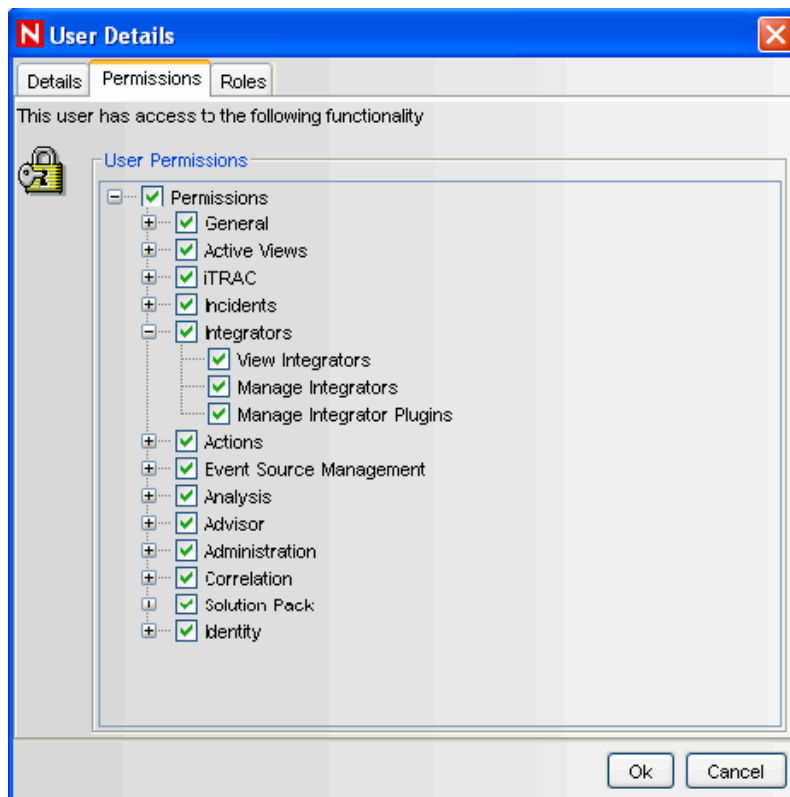 N User Details
Details Permissions Roles
This user has access to the following functionality
User Permissions
Permissions
General
Active Views
iTRAC
Incidents
Integrators
View Integrators
Manage Integrators
Manage Integrator Plugins
Actions
Event Source Management
Analysis
Advisor
Administration
Correlation
Solution Pack
Identity
Ok Cancel